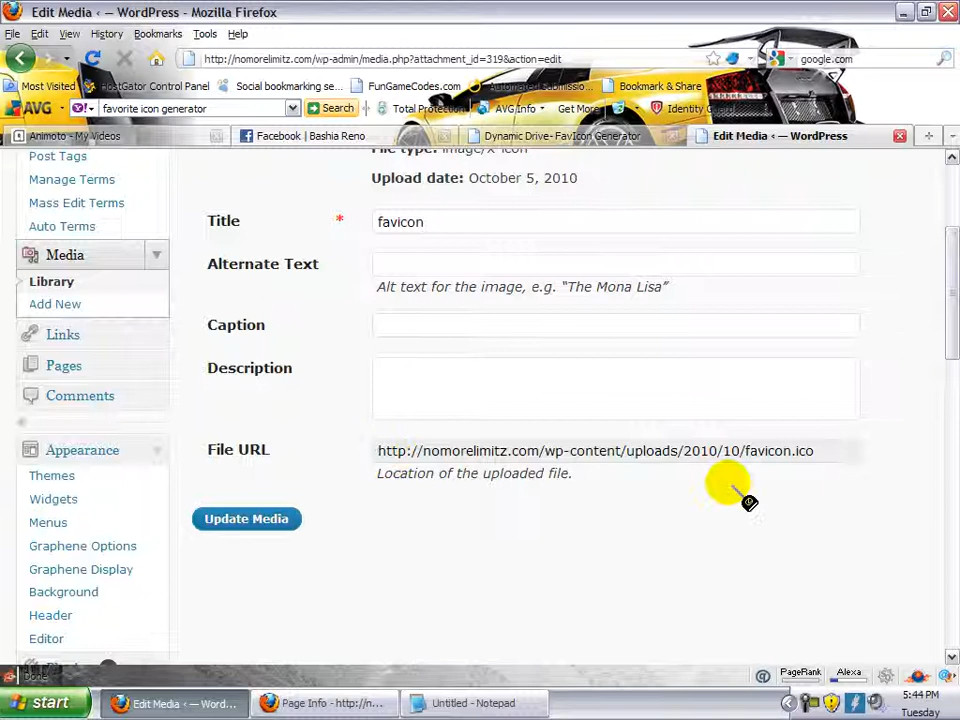 Edit Media ‹ — WordPress - Mozilla Firefox
File Edit View History Bookmarks Tools Help
http://nomorelimitz.com/wp-admin/media.php?attachment_id=319&action=edit
google.com
Most Visited HostGator Control Panel Social bookmarking se... FunGameCodes.com Automated Submissio... Bookmark & Share
AVG favorite icon generator Search Total Protection AVG Info Get More Identity
Animoto - My Videos Facebook | Bashia Reno Dynamic Drive- FavIcon Generator Edit Media ‹ — WordPress
File type: image/x-icon
Post Tags
Upload date: October 5, 2010
Manage Terms
Mass Edit Terms
Title * favicon
Auto Terms
Media
Alternate Text
Library
Alt text for the image, e.g. “The Mona Lisa”
Add New
Caption
Links
Pages
Description
Comments
Appearance
File URL http://nomorelimitz.com/wp-content/uploads/2010/10/favicon.ico
Themes
Location of the uploaded file.
Widgets
Menus
Update Media
Graphene Options
Graphene Display
Background
Header
Editor
Done
PageRank Alexa
start Edit Media ‹ — Word... Page Info - http://n... Untitled - Notepad
5:44 PM
Tuesday